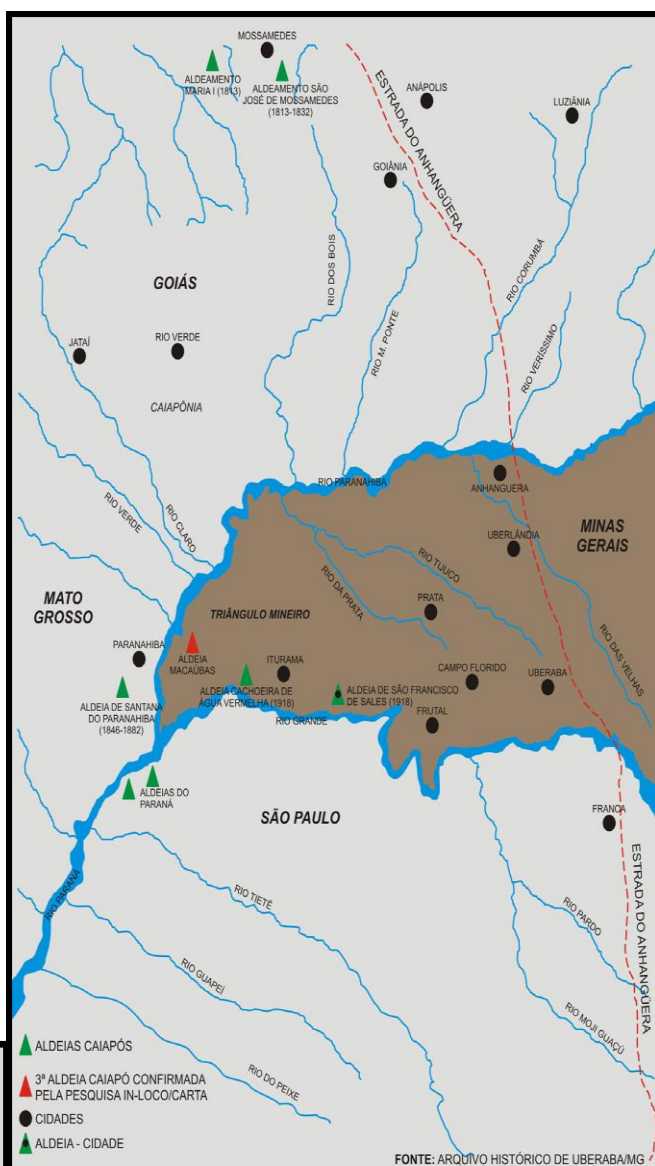 MOSSAMEDES
ALDEAMENTO
MARIA I (1813)
ALDEAMENTO SÃO
JOSÉ DE MOSSAMEDES
(1813-1832)
ESTRADA DO ANHANGÜERA
ANÁPOLIS
LUZIÂNIA
GOIÂNIA
RIO DOS BOIS
RIO CORUMBÁ
GOIÁS
RIO M. PONTE
RIO VERÍSSIMO
JATAÍ
RIO VERDE
CAIAPÔNIA
RIO PARANAHIBA
ANHANGUERA
RIO VERDE
RIO CLARO
UBERLÂNDIA
MINAS
GERAIS
RIO TIJUCO
RIO DA PRATA
MATO
GROSSO
TRIÂNGULO MINEIRO
PRATA
RIO DAS VELHAS
PARANAHIBA
ALDEIA
MACAÚBAS
ITURAMA
CAMPO FLORIDO
UBERABA
ALDEIA DE SANTANA
DO PARANAHIBA
(1846-1882)
ALDEIA CACHOEIRA DE
ÁGUA VERMELHA (1918)
ALDEIA DE SÃO FRANCISCO
DE SALES (1918)
RIO GRANDE
FRUTAL
ALDEIAS DO
PARANÁ
SÃO PAULO
FRANCA
ESTRADA DO ANHANGÜERA
RIO PARANÁ
RIO TIETÉ
RIO PARDO
RIO GUAPEÍ
RIO MOJI GUAÇÚ
RIO DO PEIXE
ALDEIAS CAIAPÓS
3ª ALDEIA CAIAPÓ CONFIRMADA
PELA PESQUISA IN-LOCO/CARTA
CIDADES
ALDEIA - CIDADE
FONTE: ARQUIVO HISTÓRICO DE UBERABA/MG